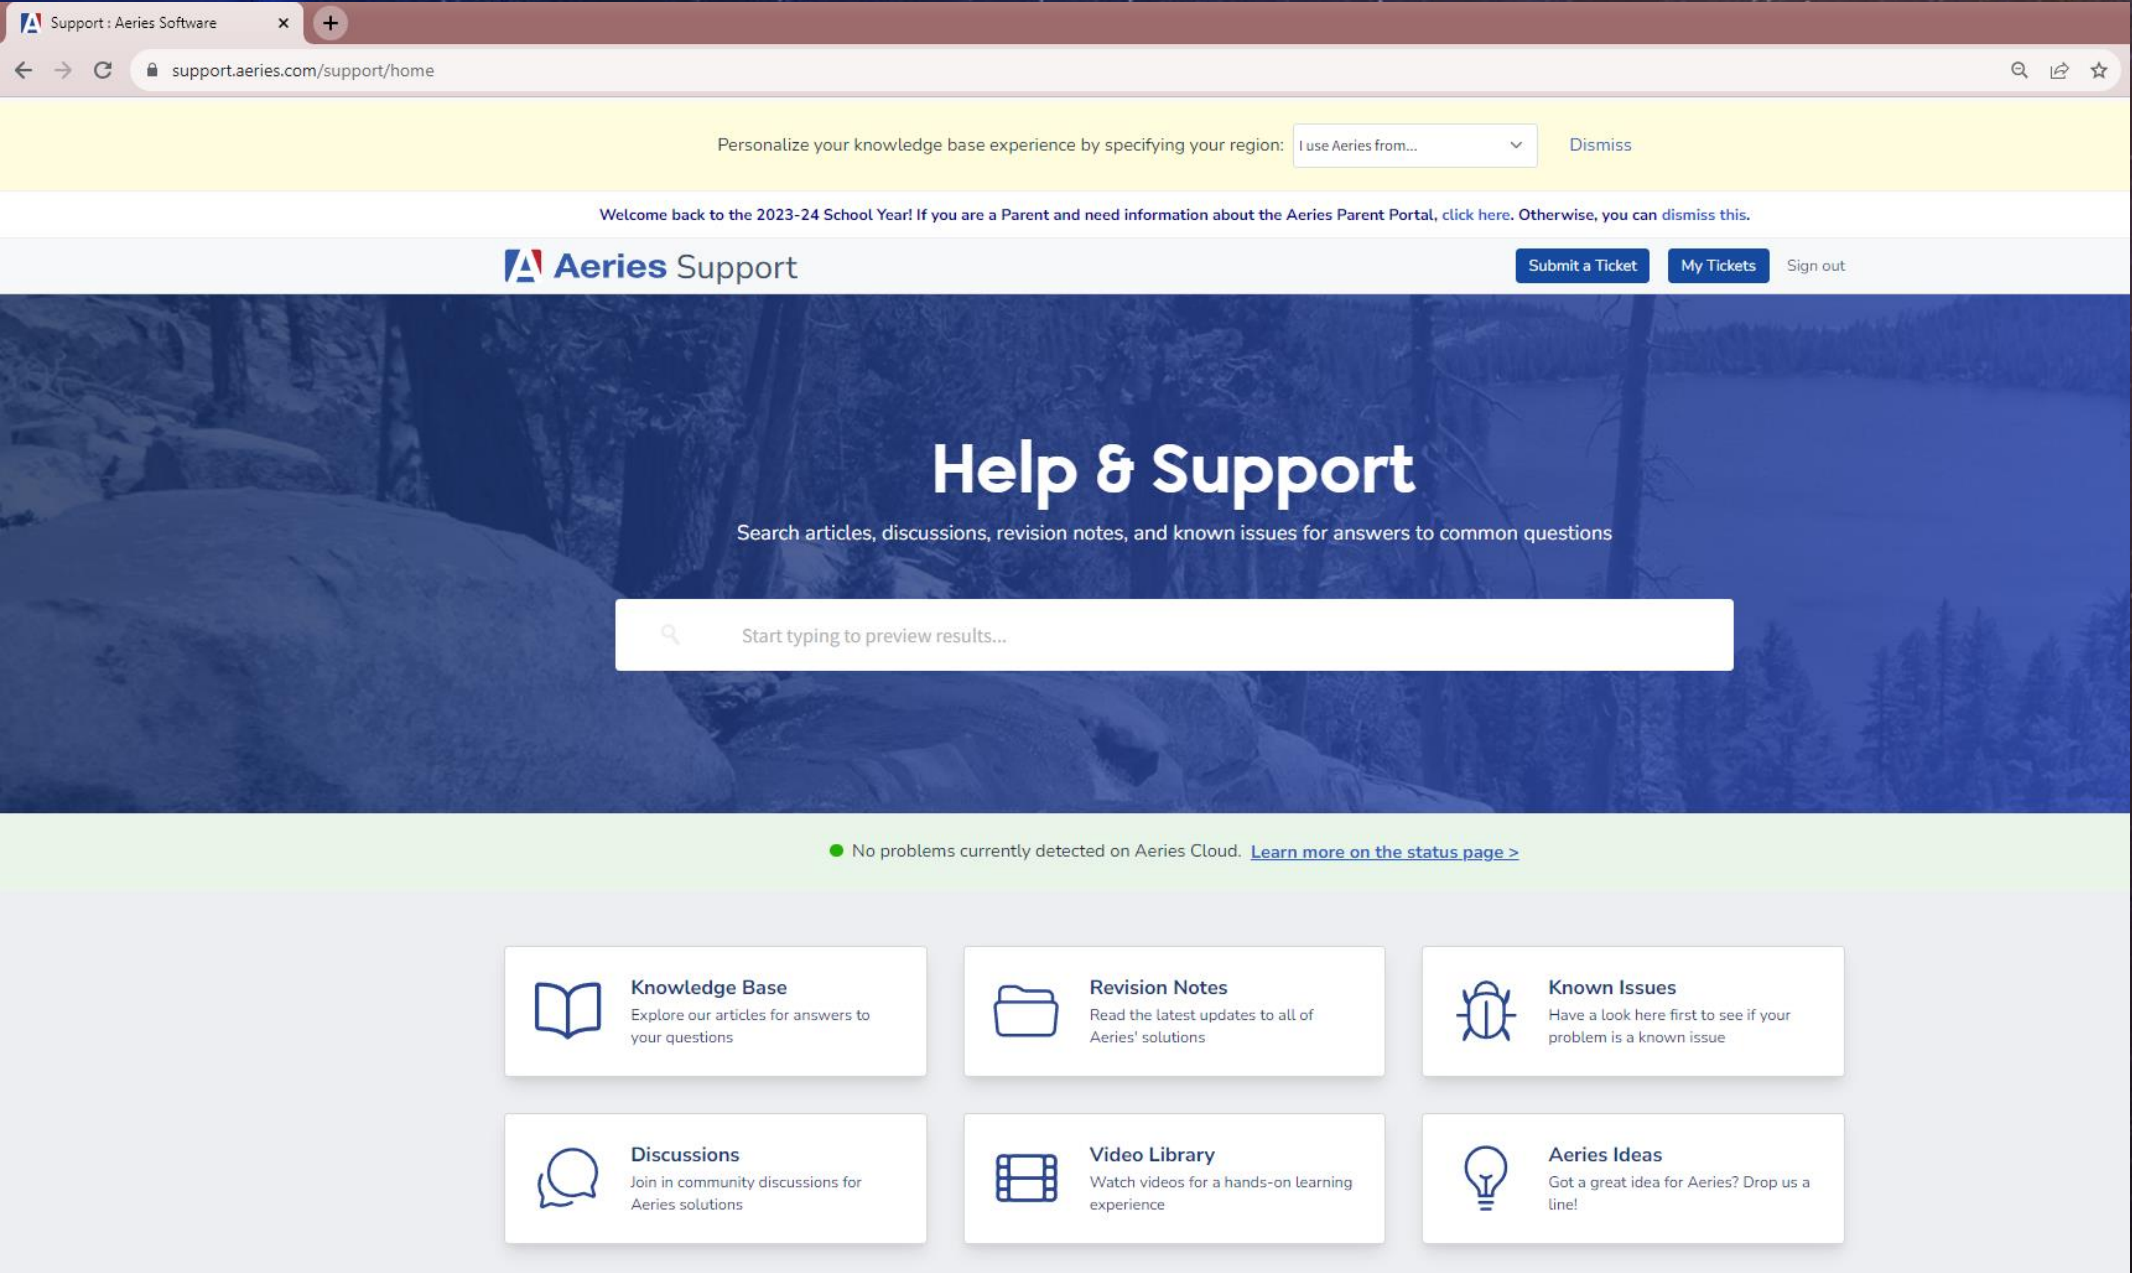 Support : Aeries Software
support.aeries.com/support/home
Personalize your knowledge base experience by specifying your region: I use Aeries from... Dismiss
Welcome back to the 2023-24 School Year! If you are a Parent and need information about the Aeries Parent Portal, click here. Otherwise, you can dismiss this.
Aeries Support Submit a Ticket My Tickets Sign out
Help & Support
Search articles, discussions, revision notes, and known issues for answers to common questions
Start typing to preview results...
No problems currently detected on Aeries Cloud. Learn more on the status page >
Knowledge Base
Explore our articles for answers to
your questions
Revision Notes
Read the latest updates to all of
Aeries' solutions
Known Issues
Have a look here first to see if your
problem is a known issue
Discussions
Join in community discussions for
Aeries solutions
Video Library
Watch videos for a hands-on learning
experience
Aeries Ideas
Got a great idea for Aeries? Drop us a
line!